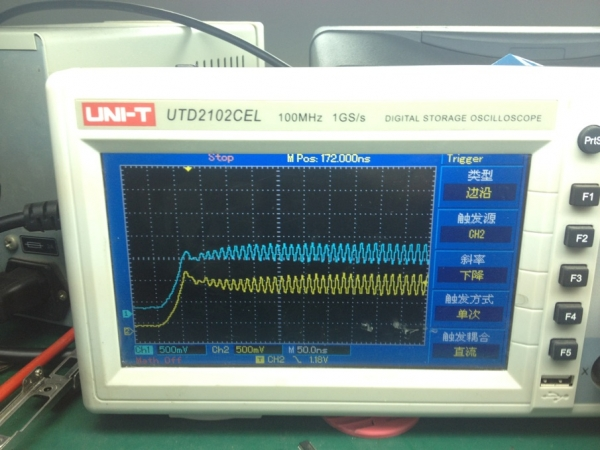 UNI-T UTD2102CEL 100MHz 1GS/s DIGITAL STORAGE OSCILLOSCOPE
PrtS
Stop M Pos: 172.000ns Trigger
类型
边沿
F1
触发源
CH2
F2
斜率
下降
F3
触发方式
单次
F4
触发耦合
直流
F5
Ch1 500mV Ch2 500mV M 50.0ns
Math Off CH2 1.18V